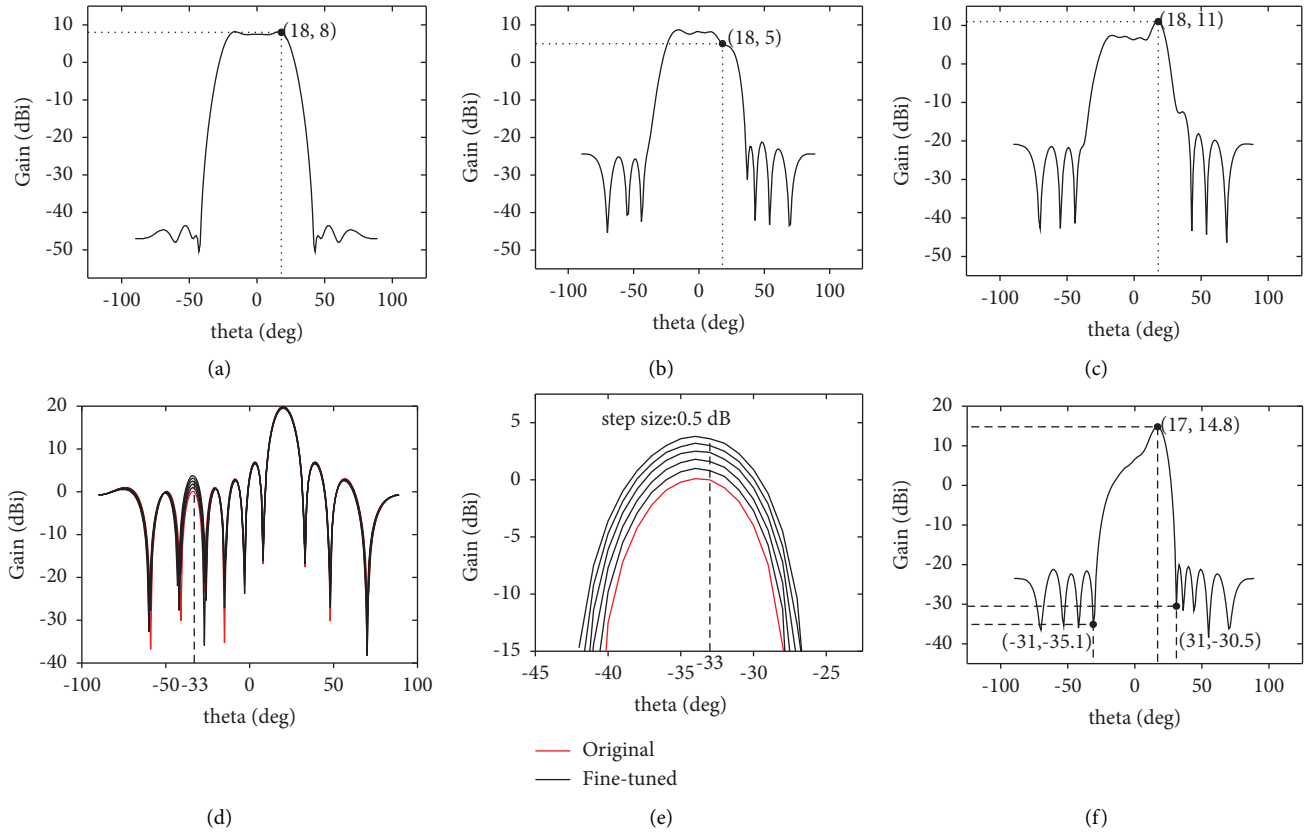 10
0
-10
-20
-30
-40
-50
Gain (dBi)
(18, 8)
-100 -50 0 50 100
theta (deg)
(a)
10
0
-10
-20
-30
-40
-50
Gain (dBi)
(18, 5)
-100 -50 0 50 100
theta (deg)
(b)
10
0
-10
-20
-30
-40
-50
Gain (dBi)
(18, 11)
-100 -50 0 50 100
theta (deg)
(c)
20
10
0
-10
-20
-30
-40
Gain (dBi)
-100 -50 -33 0 50 100
theta (deg)
(d)
5
0
-5
-10
-15
Gain (dBi)
step size:0.5 dB
-45 -40 -35 -33 -30 -25
theta (deg)
Original
Fine-tuned
(e)
20
10
0
-10
-20
-30
-40
Gain (dBi)
(17, 14.8)
(-31,-35.1)
(31,-30.5)
-100 -50 0 50 100
theta (deg)
(f)